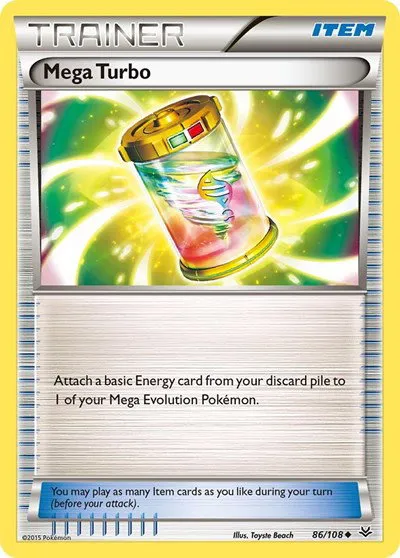 TRAINER
ITEM
Mega Turbo
Attach a basic Energy card from your discard pile to
1 of your Mega Evolution Pokémon.
You may play as many Item cards as you like during your turn
(before your attack).
©2015 Pokémon
Illus. Toyste Beach
86/108